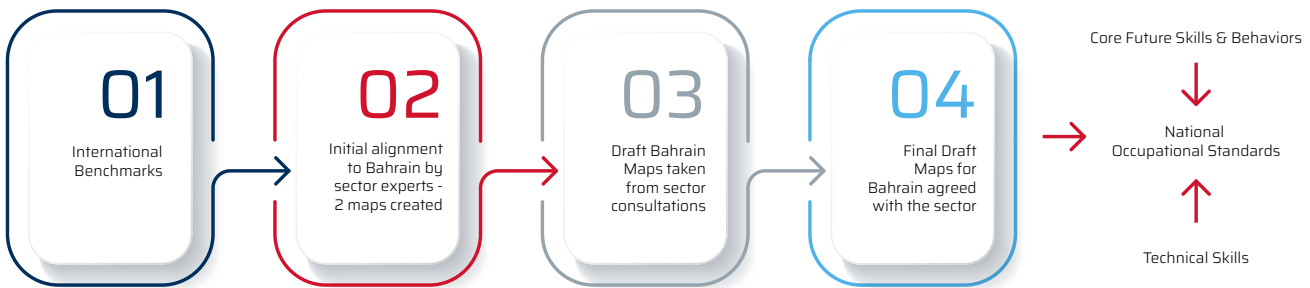 01
International
Benchmarks
02
Initial alignment
to Bahrain by
sector experts -
2 maps created
03
Draft Bahrain
Maps taken
from sector
consultations
04
Final Draft
Maps for
Bahrain agreed
with the sector
Core Future Skills & Behaviors
National
Occupational Standards
Technical Skills